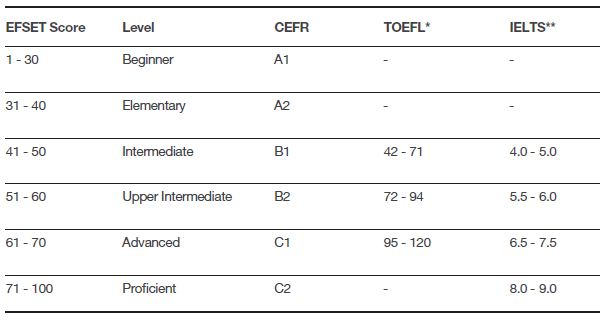 EFSET Score Level CEFR TOEFL* IELTS**
1 - 30 Beginner A1 - -
31 - 40 Elementary A2 - -
41 - 50 Intermediate B1 42 - 71 4.0 - 5.0
51 - 60 Upper Intermediate B2 72 - 94 5.5 - 6.0
61 - 70 Advanced C1 95 - 120 6.5 - 7.5
71 - 100 Proficient C2 - 8.0 - 9.0